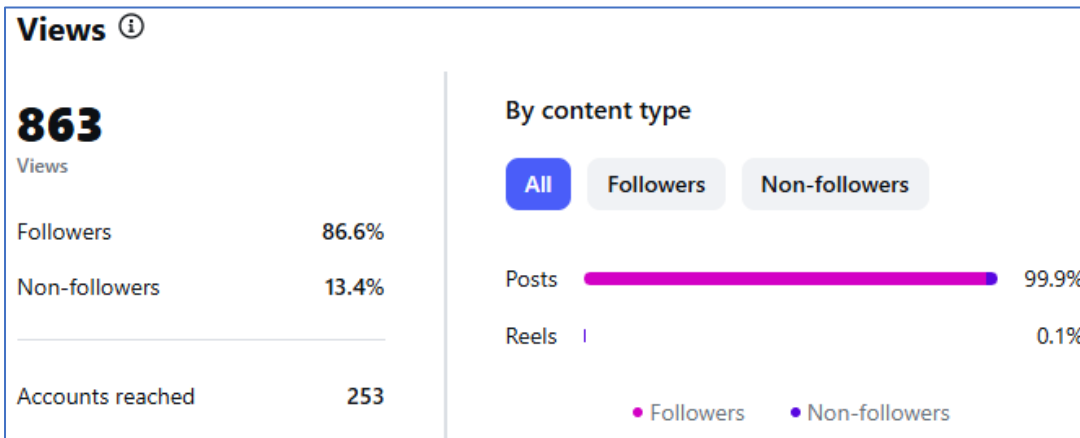 Views
863
Views
Followers 86.6%
Non-followers 13.4%
Accounts reached 253
By content type
All Followers Non-followers
Posts 99.9%
Reels 0.1%
Followers Non-followers